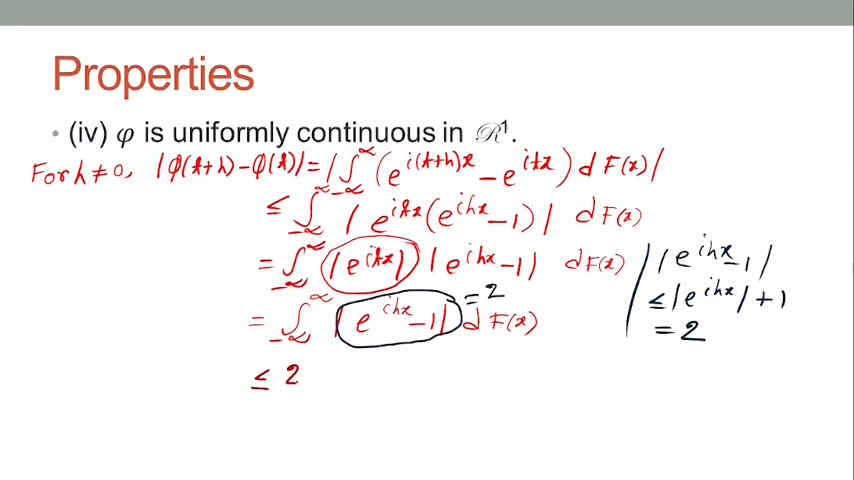 Properties
• (iv) φ is uniformly continuous in ℛ¹.
For h ≠ 0, |φ(t+h) - φ(t)| = |∫_{-∞}^{∞} (e^{i(t+h)x} - e^{itx}) dF(x)|
≤ ∫_{-∞}^{∞} |e^{itx}(e^{ihx} - 1)| dF(x)
= ∫_{-∞}^{∞} |e^{itx}| |e^{ihx} - 1| dF(x)
= ∫_{-∞}^{∞} |e^{ihx} - 1| dF(x)
= 2
≤ 2
|e^{ihx} - 1|
≤ |e^{ihx}| + 1
= 2